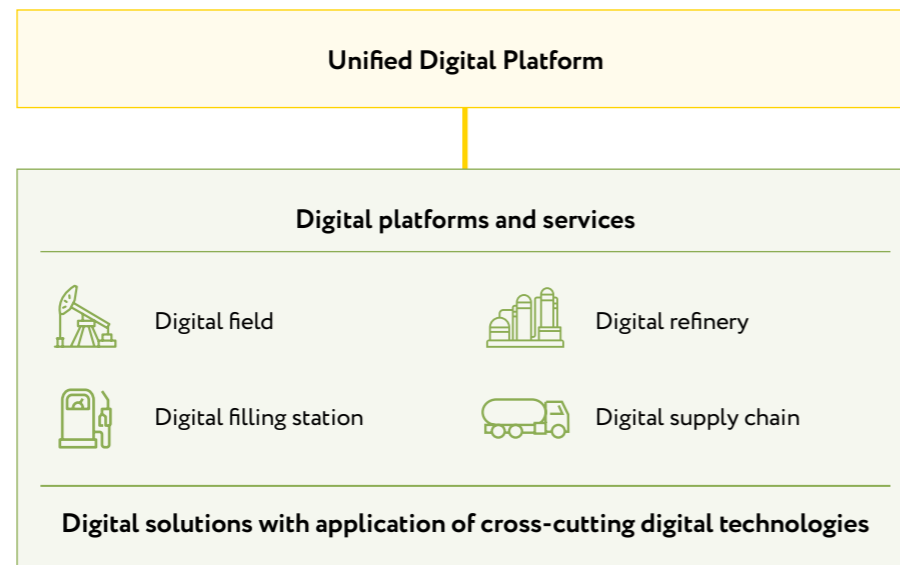 Unified Digital Platform
Digital platforms and services
Digital field
Digital refinery
Digital filling station
Digital supply chain
Digital solutions with application of cross-cutting digital technologies